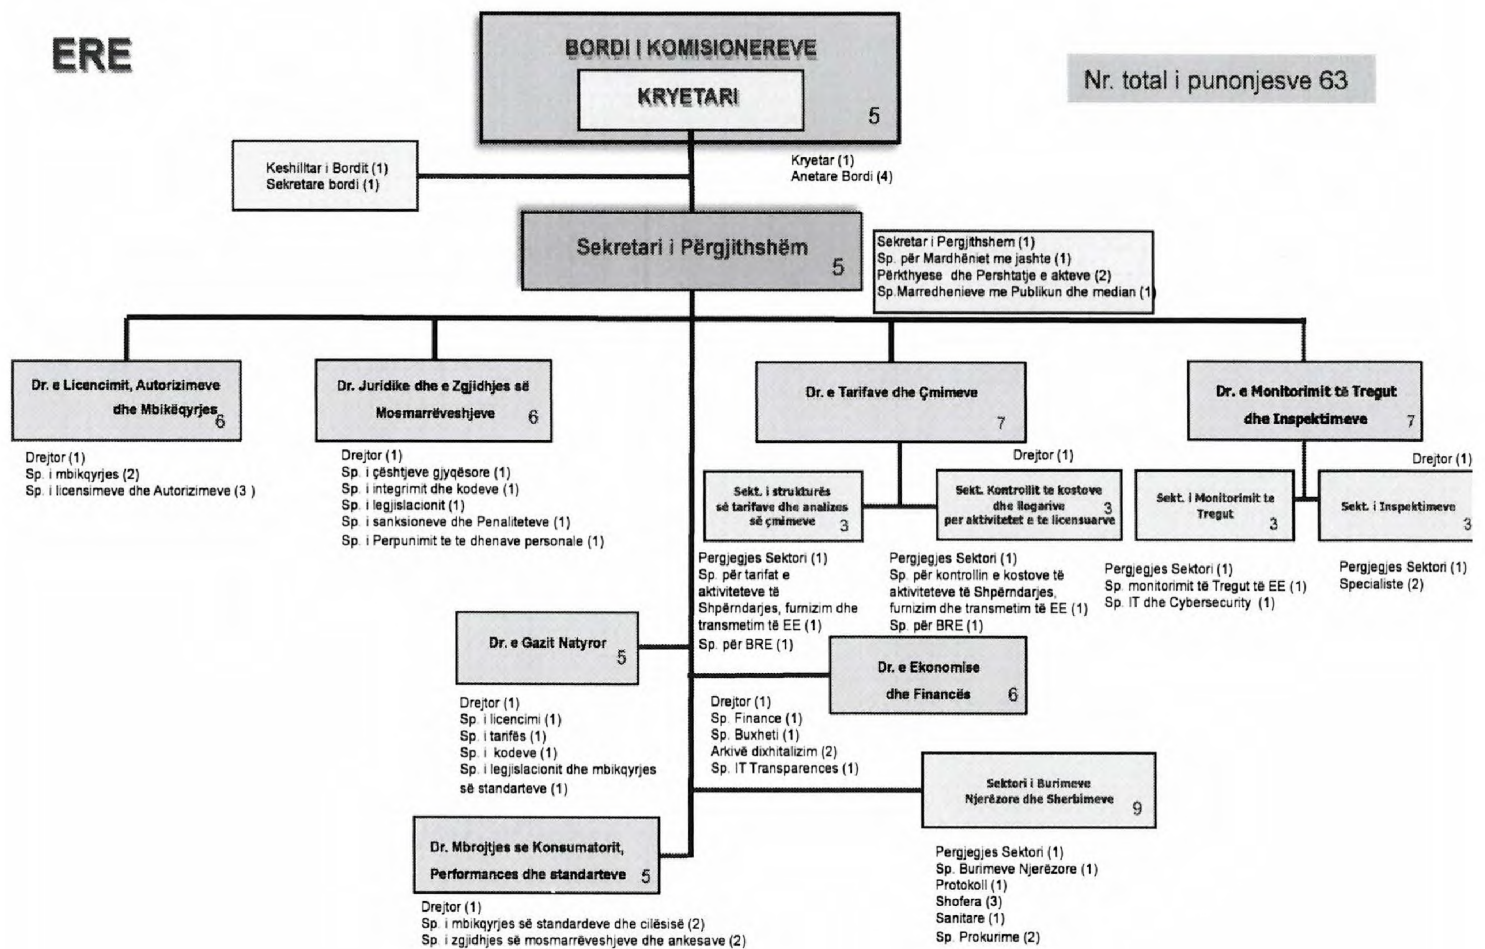 ERE
BORDI I KOMISIONEREVE
KRYETARI
5
Nr. total i punonjesve 63
Keshilltar i Bordit (1)
Sekretare bordi (1)
Kryetar (1)
Anetare Bordi (4)
Sekretari i Përgjithshëm
5
Sekretar i Pergjithshem (1)
Sp. për Mardhëniet me jashte (1)
Përkthyese dhe Pershtatje e akteve (2)
Sp.Marredhenieve me Publikun dhe median (1)
Dr. e Licencimit, Autorizimeve
dhe Mbikëqyrjes
6
Drejtor (1)
Sp. i mbikqyrjes (2)
Sp. i licensimeve dhe Autorizimeve (3 )
Dr. Juridike dhe e Zgjidhjes së
Mosmarrëveshjeve
6
Drejtor (1)
Sp. i çështjeve gjyqësore (1)
Sp. i integrimit dhe kodeve (1)
Sp. i legjislacionit (1)
Sp. i sanksioneve dhe Penaliteteve (1)
Sp. i Perpunimit te te dhenave personale (1)
Dr. e Tarifave dhe Çmimeve
7
Drejtor (1)
Sekt. i strukturës
së tarifave dhe analizes
së çmimeve
3
Pergjegjes Sektori (1)
Sp. për tarifat e
aktiviteteve të
Shpërndarjes, furnizim dhe
transmetim të EE (1)
Sp. për BRE (1)
Sekt. Kontrollit te kostove
dhe llogarive
per aktivitetet e te licensuarve
3
Pergjegjes Sektori (1)
Sp. për kontrollin e kostove të
aktiviteteve të Shpërndarjes,
furnizim dhe transmetim të EE (1)
Sp. për BRE (1)
Dr. e Monitorimit të Tregut
dhe Inspektimeve
7
Drejtor (1)
Sekt. i Monitorimit te
Tregut
3
Pergjegjes Sektori (1)
Sp. monitorimit të Tregut të EE (1)
Sp. IT dhe Cybersecurity (1)
Sekt. i Inspektimeve
3
Pergjegjes Sektori (1)
Specialiste (2)
Dr. e Gazit Natyror
5
Drejtor (1)
Sp. i licencimi (1)
Sp. i tarifës (1)
Sp. i kodeve (1)
Sp. i legjislacionit dhe mbikqyrjes
së standarteve (1)
Dr. e Ekonomise
dhe Financës
6
Drejtor (1)
Sp. Finance (1)
Sp. Buxheti (1)
Arkivë dixhitalizim (2)
Sp. IT Transparences (1)
Sektori i Burimeve
Njerëzore dhe Sherbimeve
9
Pergjegjes Sektori (1)
Sp. Burimeve Njerëzore (1)
Protokoll (1)
Shofera (3)
Sanitare (1)
Sp. Prokurime (2)
Dr. Mbrojtjes se Konsumatorit,
Performances dhe standarteve
5
Drejtor (1)
Sp. i mbikqyrjes së standardeve dhe cilësisë (2)
Sp. i zgjidhjes së mosmarrëveshjeve dhe ankesave (2)